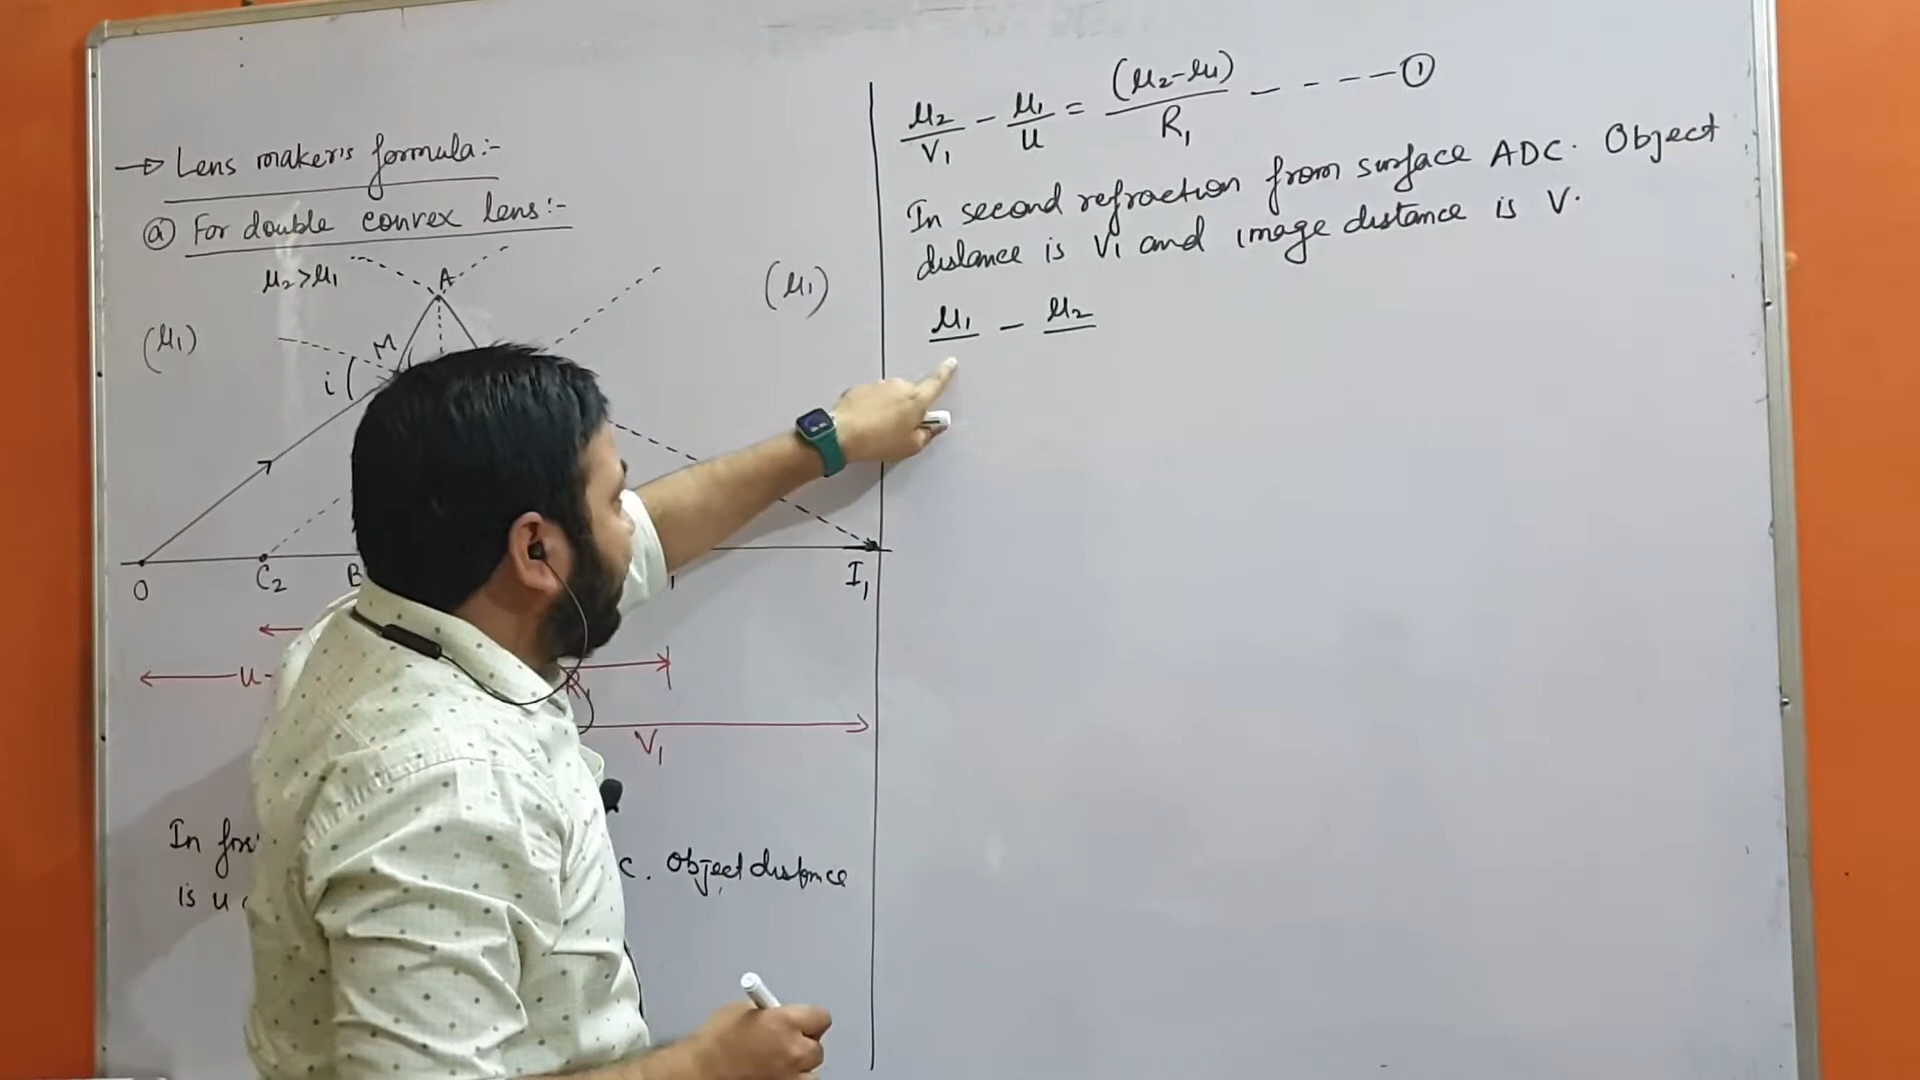 → Lens maker's formula:-
ⓐ For double convex lens:-
μ₂>μ₁
A
(μ₁)
(μ₁)
M
i
O
C₂
B
I₁
u
R₁
V₁
In
c. Object distance
is u
μ₂/V₁ - μ₁/u = (μ₂-μ₁)/R₁ - - - - - ①
In second refraction from surface ADC. Object
distance is V₁ and image distance is V.
μ₁ - μ₂